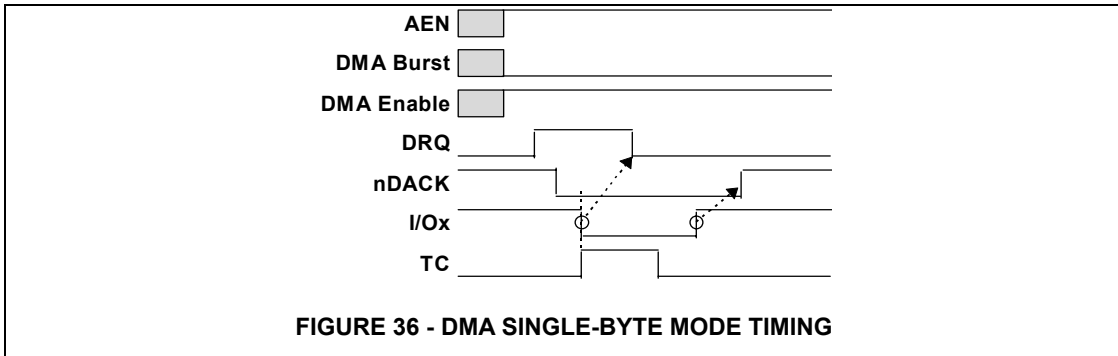 AEN
DMA Burst
DMA Enable
DRQ
nDACK
I/Ox
TC
FIGURE 36 - DMA SINGLE-BYTE MODE TIMING